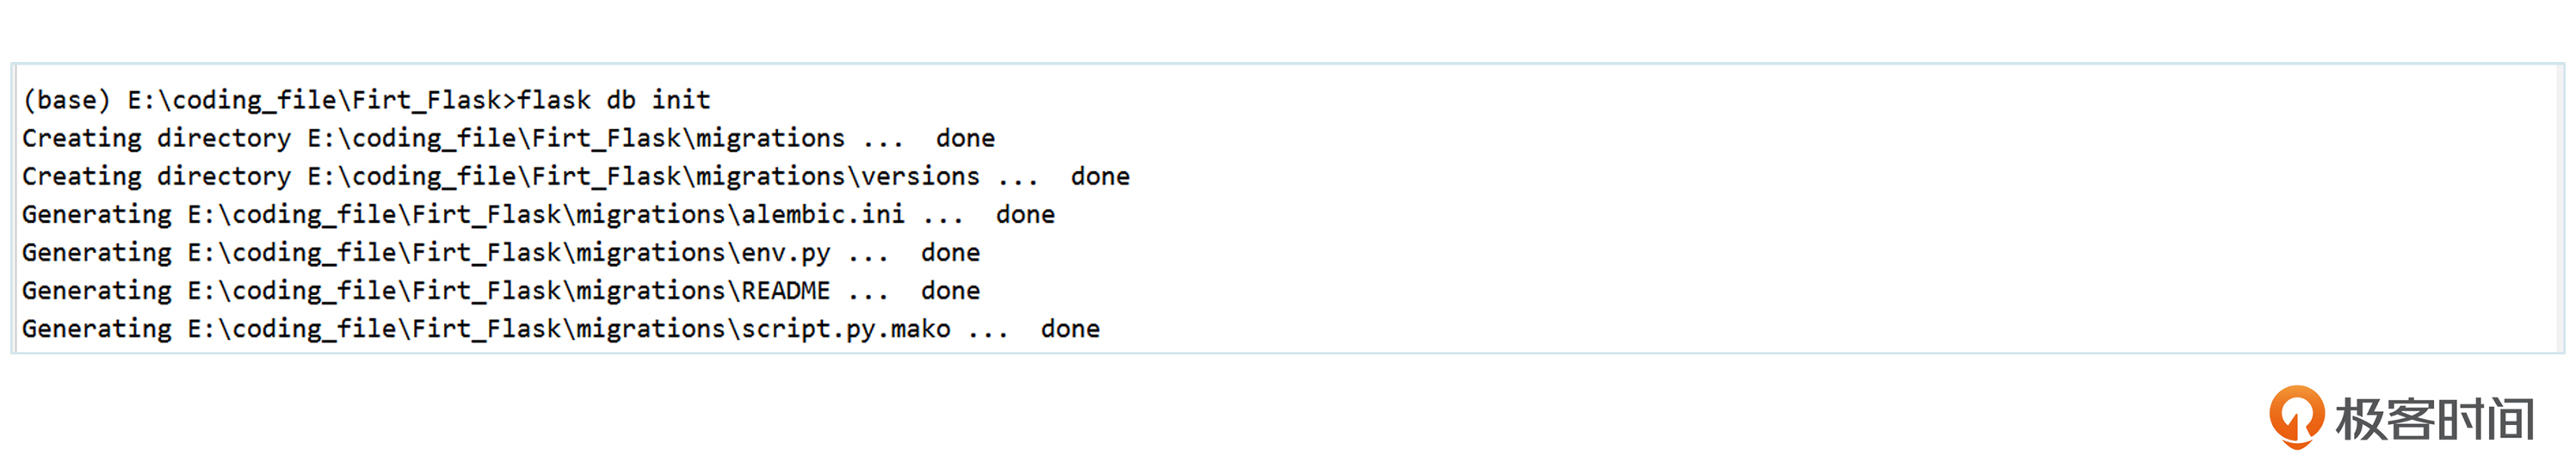 (base) E:\coding_file\Firt_Flask>flask db init
Creating directory E:\coding_file\Firt_Flask\migrations ...  done
Creating directory E:\coding_file\Firt_Flask\migrations\versions ...  done
Generating E:\coding_file\Firt_Flask\migrations\alembic.ini ...  done
Generating E:\coding_file\Firt_Flask\migrations\env.py ...  done
Generating E:\coding_file\Firt_Flask\migrations\README ...  done
Generating E:\coding_file\Firt_Flask\migrations\script.py.mako ...  done
极客时间